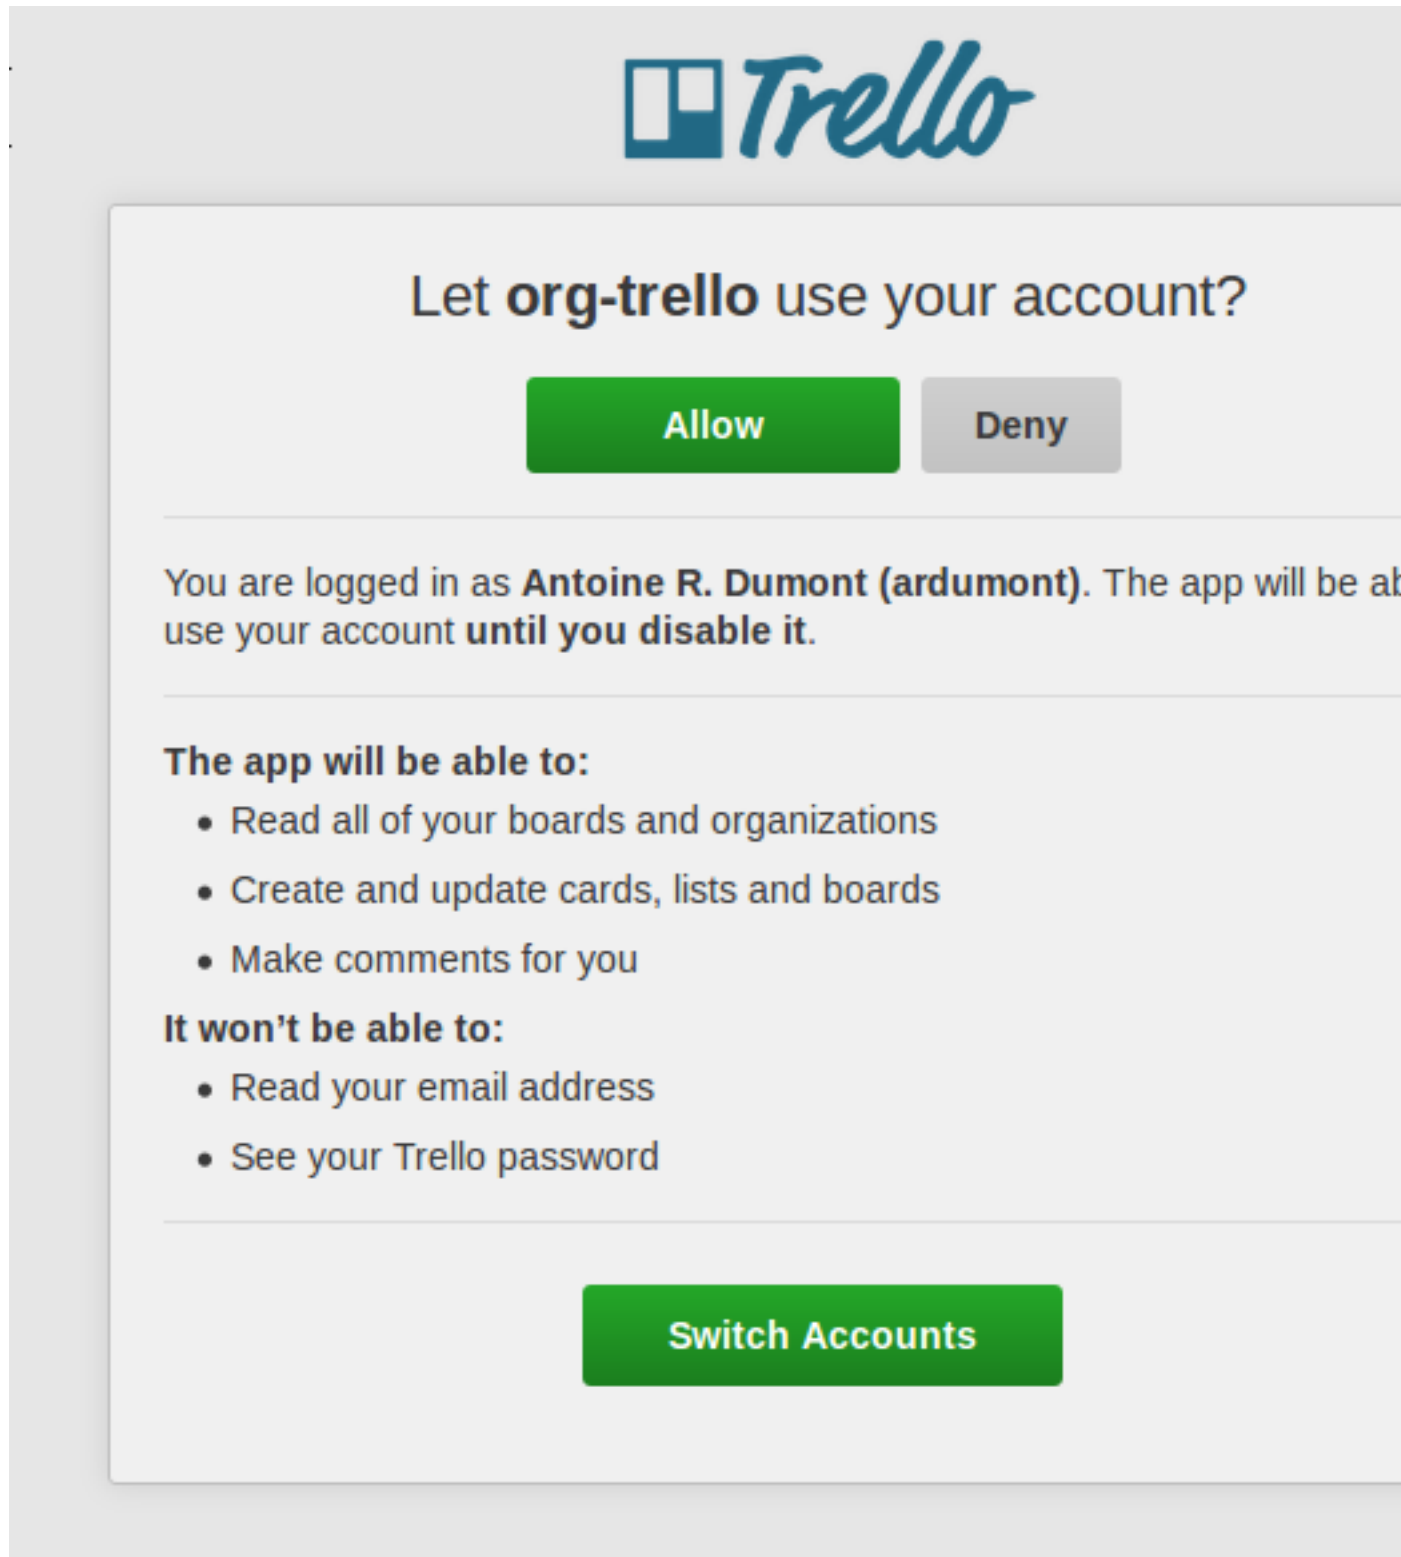 Trello
Let org-trello use your account?
Allow Deny
You are logged in as Antoine R. Dumont (ardumont). The app will be
use your account until you disable it.
The app will be able to:
Read all of your boards and organizations
Create and update cards, lists and boards
Make comments for you
It won’t be able to:
Read your email address
See your Trello password
Switch Accounts